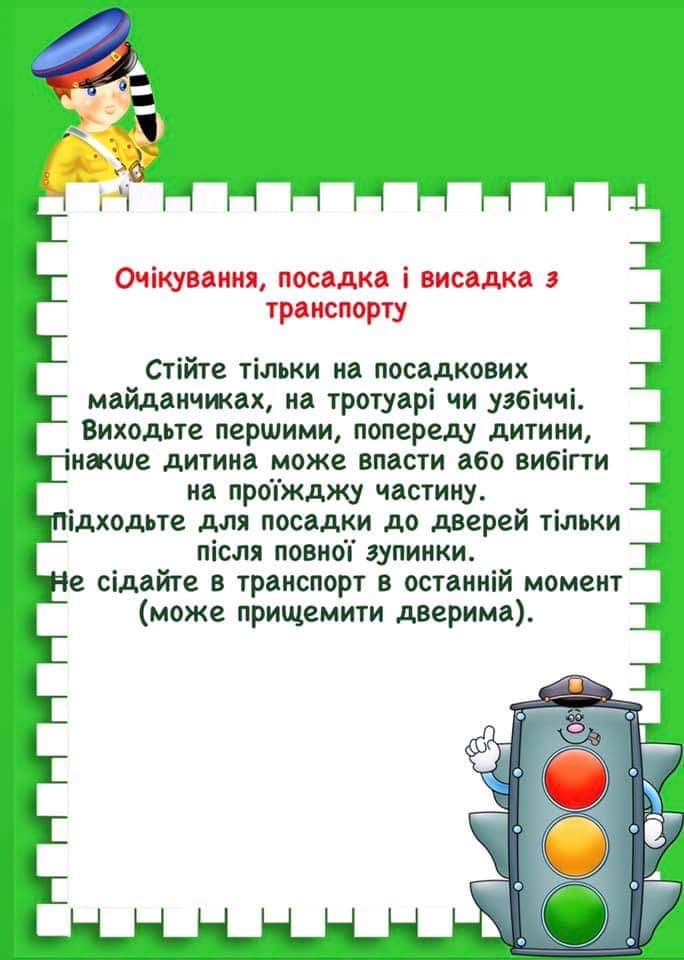 Очікування, посадка і висадка з
транспорту
Стійте тільки на посадкових
майданчиках, на тротуарі чи узбіччі.
Виходьте першими, попереду дитини,
інакше дитина може впасти або вибігти
на проїжджу частину.
Підходьте для посадки до дверей тільки
після повної зупинки.
Не сідайте в транспорт в останній момент
(може прищемити дверима).